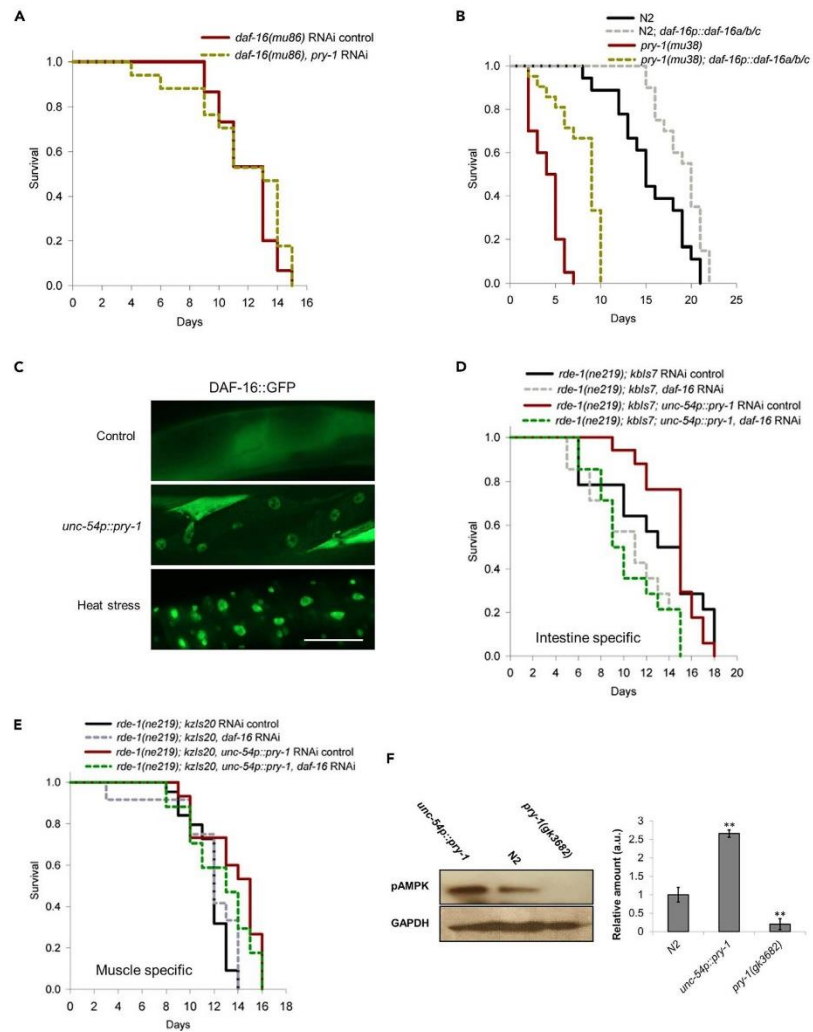 A
daf-16(mu86) RNAi control
daf-16(mu86), pry-1 RNAi
1.0
0.8
0.6
0.4
0.2
0.0
Survival
0 2 4 6 8 10 12 14 16
Days
B
N2
N2; daf-16p::daf-16a/b/c
pry-1(mu38)
pry-1(mu38); daf-16p::daf-16a/b/c
1.0
0.8
0.6
0.4
0.2
0.0
Survival
0 5 10 15 20 25
Days
C
DAF-16::GFP
Control
unc-54p::pry-1
Heat stress
D
rde-1(ne219); kbIs7 RNAi control
rde-1(ne219); kbIs7, daf-16 RNAi
rde-1(ne219); kbIs7; unc-54p::pry-1 RNAi control
rde-1(ne219); kbIs7; unc-54p::pry-1, daf-16 RNAi
1.0
0.8
0.6
0.4
0.2
0.0
Survival
Intestine specific
0 2 4 6 8 10 12 14 16 18 20
Days
E
rde-1(ne219); kzIs20 RNAi control
rde-1(ne219); kzIs20, daf-16 RNAi
rde-1(ne219); kzIs20, unc-54p::pry-1 RNAi control
rde-1(ne219); kzIs20, unc-54p::pry-1, daf-16 RNAi
1.0
0.8
0.6
0.4
0.2
0.0
Survival
Muscle specific
0 2 4 6 8 10 12 14 16 18
Days
F
unc-54p::pry-1
N2
pry-1(gk3682)
pAMPK
GAPDH
Relative amount (a.u.)
3
2.5
2
1.5
1
0.5
0
**
**
N2
unc-54p::pry-1
pry-1(gk3682)